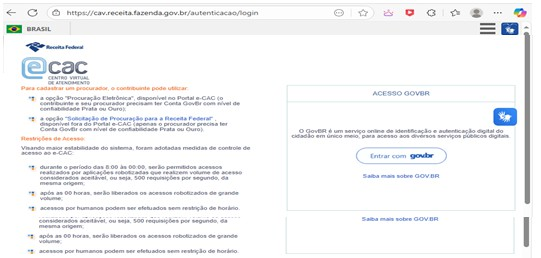 https://cav.receita.fazenda.gov.br/autenticacao/login
BRASIL
Receita Federal
ecac
CENTRO VIRTUAL
DE ATENDIMENTO
Para cadastrar um procurador, o contribuinte pode utilizar:
a opção "Procuração Eletrônica", disponível no Portal e-CAC (o
contribuinte e seu procurador precisam ter Conta GovBr com nível de
confiabilidade Prata ou Ouro),
a opção "Solicitação de Procuração para a Receita Federal" ,
disponível fora do Portal e-CAC (apenas o procurador precisa ter
Conta GovBr com nível de confiabilidade Prata ou Ouro).
Restrições de Acesso:
Visando maior estabilidade do sistema, foram adotadas medidas de controle de
acesso ao e-CAC:
durante o período das 8:00 às 00:00, serão permitidos acessos
realizados por aplicações robotizadas que realizem volume de acesso
considerados aceitável, ou seja, 500 requisições por segundo, da
mesma origem;
após as 00 horas, serão liberados os acessos robotizados de grande
volume;
acessos por humanos podem ser efetuados sem restrição de horário.
considerados aceitável, ou seja, 500 requisições por segundo, da
mesma origem;
após as 00 horas, serão liberados os acessos robotizados de grande
volume;
acessos por humanos podem ser efetuados sem restrição de horário.
ACESSO GOVBR
O GovBR é um serviço online de identificação e autenticação digital do
cidadão em único meio, para acesso aos diversos serviços públicos digitais
Entrar com gov.br
Saiba mais sobre GOV.BR
Saiba mais sobre GOV.BR